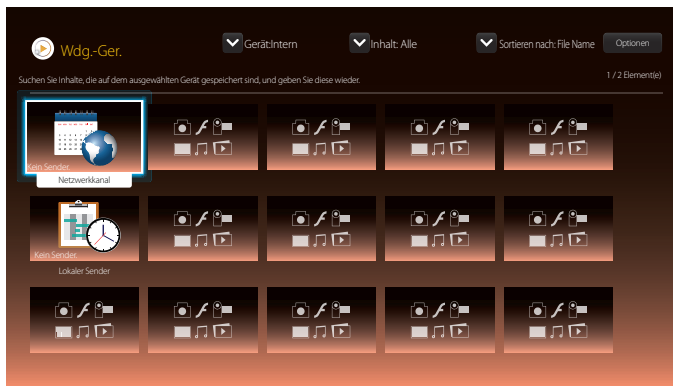 Wdg.-Ger.
Gerät:Intern
Inhalt: Alle
Sortieren nach: File Name
Optionen
Suchen Sie Inhalte, die auf dem ausgewählten Gerät gespeichert sind, und geben Sie diese wieder.
1 / 2 Element(e)
Kein Sender.
Netzwerkkanal
Kein Sender.
Lokaler Sender